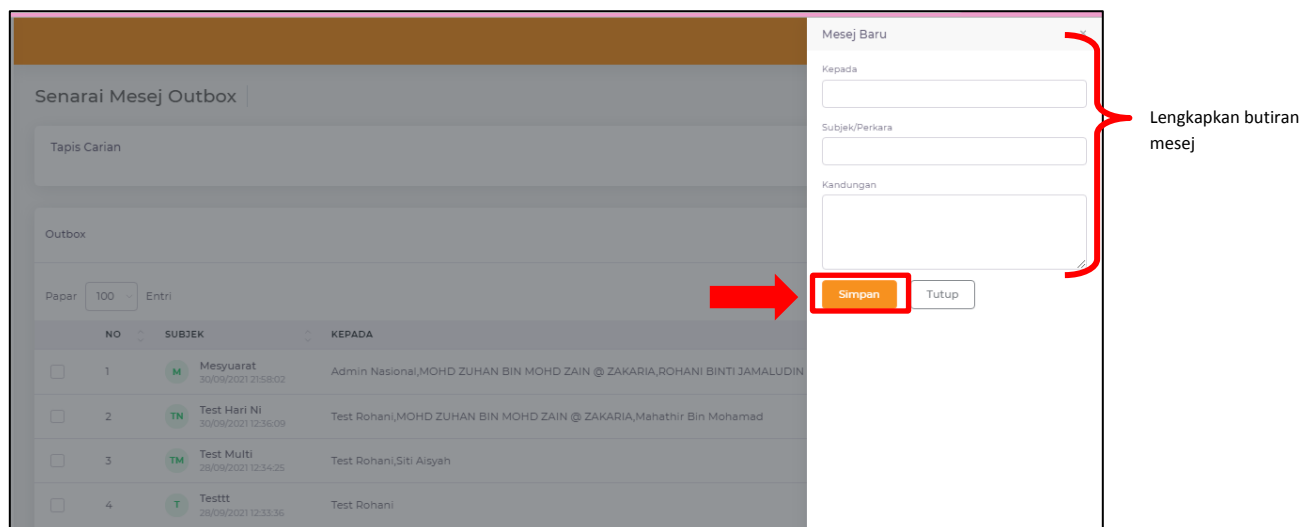 Mesej Baru
×
Kepada
Senarai Mesej Outbox
Subjek/Perkara
Lengkapkan butiran
mesej
Tapis Carian
Kandungan
Outbox
Simpan
Tutup
Papar 100 Entri
NO SUBJEK KEPADA
1 M Mesyuarat Admin Nasional,MOHD ZUHAN BIN MOHD ZAIN @ ZAKARIA,ROHANI BINTI JAMALUDIN
30/09/2021 21:58:02
2 TN Test Hari Ni Test Rohani,MOHD ZUHAN BIN MOHD ZAIN @ ZAKARIA,Mahathir Bin Mohamad
30/09/2021 12:36:09
3 TM Test Multi Test Rohani,Siti Aisyah
28/09/2021 12:34:25
4 T Testtt Test Rohani
28/09/2021 12:33:36